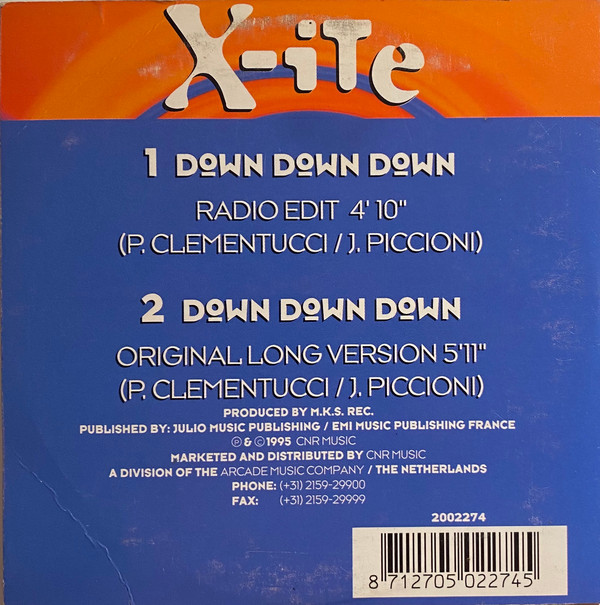 X-iTe
1 DOWN DOWN DOWN
RADIO EDIT 4'10"
(P. CLEMENTUCCI / J. PICCIONI)
2 DOWN DOWN DOWN
ORIGINAL LONG VERSION 5'11"
(P. CLEMENTUCCI / J. PICCIONI)
PRODUCED BY M.K.S. REC.
PUBLISHED BY: JULIO MUSIC PUBLISHING / EMI MUSIC PUBLISHING FRANCE
℗ & © 1995 CNR MUSIC
MARKETED AND DISTRIBUTED BY CNR MUSIC
A DIVISION OF THE ARCADE MUSIC COMPANY / THE NETHERLANDS
PHONE: (+31) 2159-29900
FAX: (+31) 2159-29999
2002274
8 712705 022745